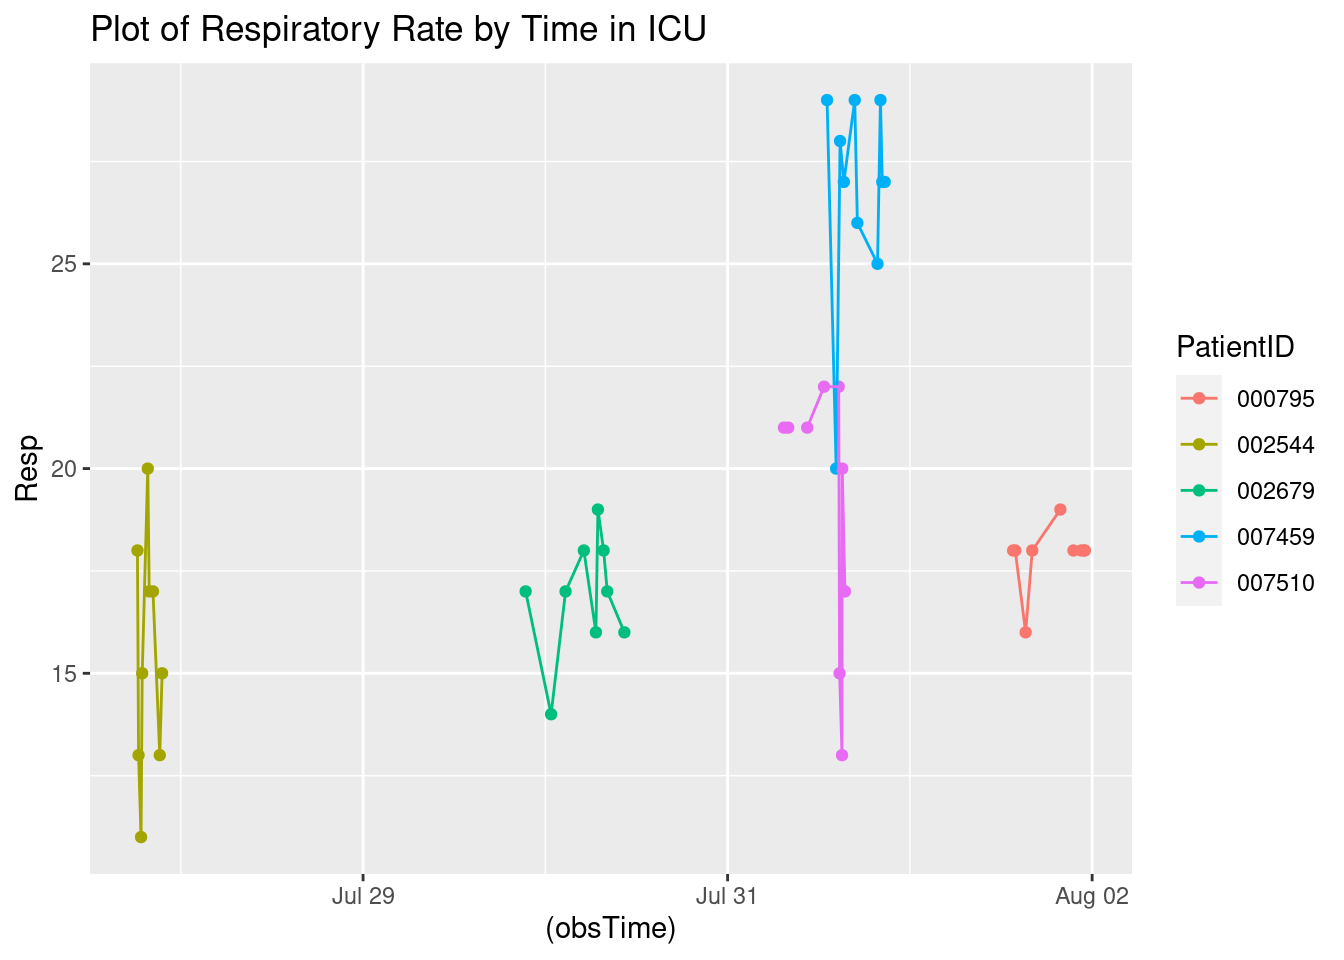 Plot of Respiratory Rate by Time in ICU
Resp
25
20
15
Jul 29
Jul 31
Aug 02
(obsTime)
PatientID
000795
002544
002679
007459
007510